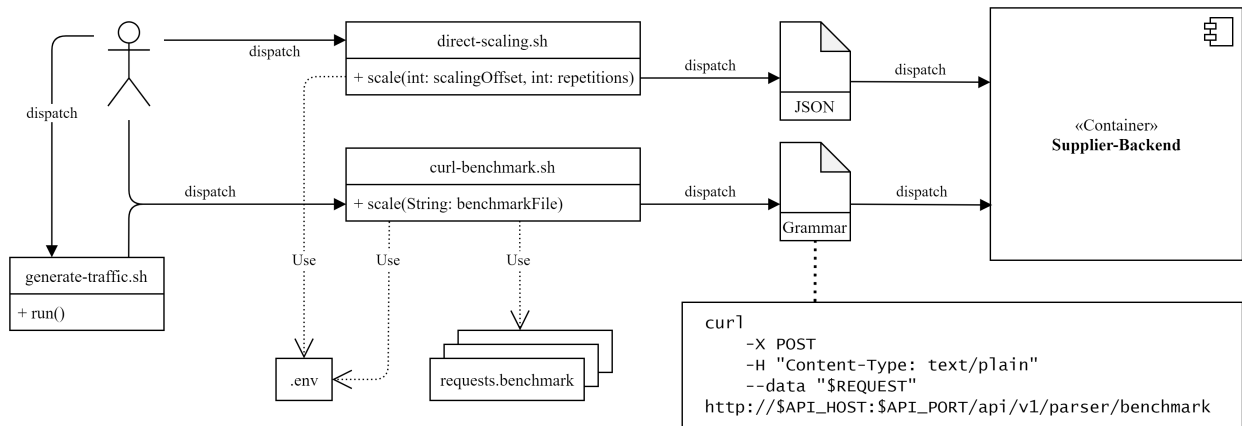 direct-scaling.sh
dispatch
+ scale(int: scalingOffset, int: repetitions)
dispatch
JSON
dispatch
«Container»
Supplier-Backend
dispatch
dispatch
curl-benchmark.sh
+ scale(String: benchmarkFile)
dispatch
Grammar
dispatch
generate-traffic.sh
+ run()
Use
Use
Use
.env
requests.benchmark
curl
-X POST
-H "Content-Type: text/plain"
--data "$REQUEST"
http://$API_HOST:$API_PORT/api/v1/parser/benchmark